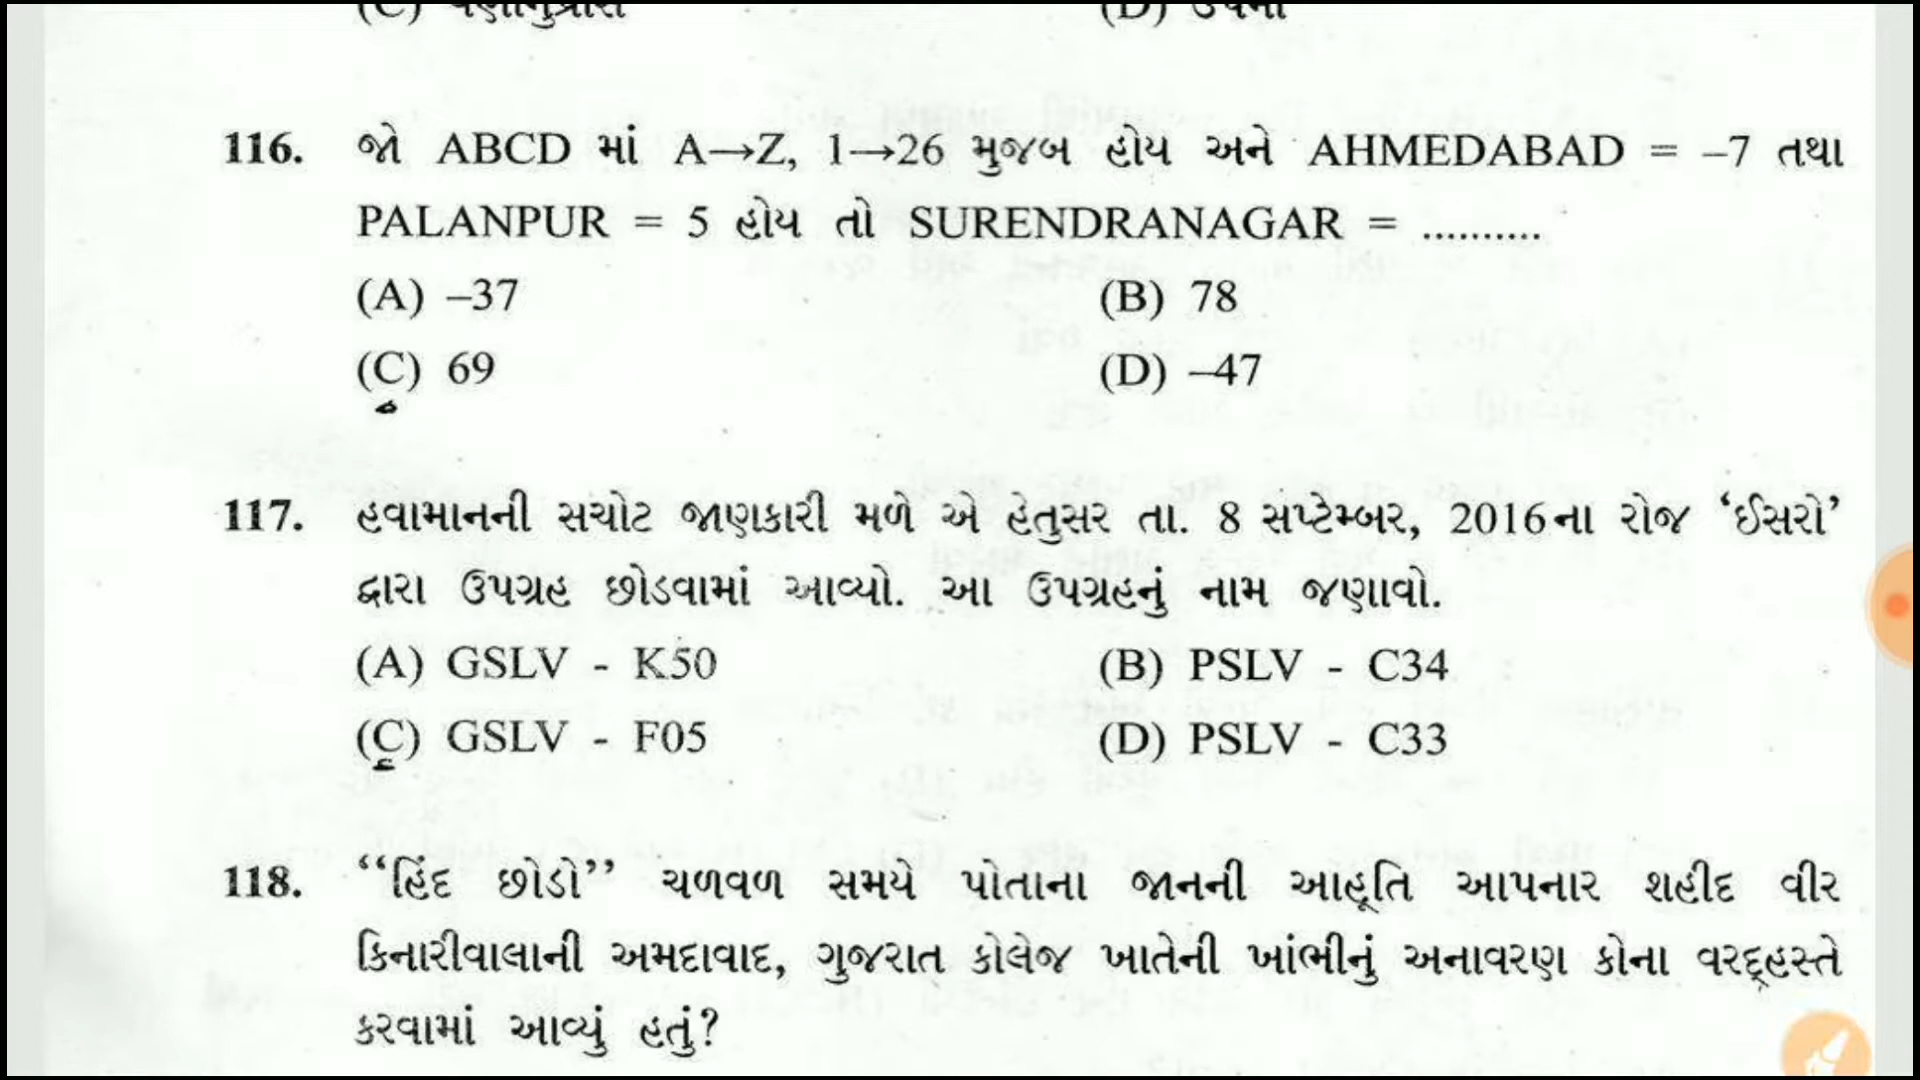 116. જો ABCD માં A→Z, 1→26 મુજબ હોય અને AHMEDABAD = –7 તથા
PALANPUR = 5 હોય તો SURENDRANAGAR = ..........
(A) –37 (B) 78
(C) 69 (D) –47
117. હવામાનની સચોટ જાણકારી મળે એ હેતુસર તા. 8 સપ્ટેમ્બર, 2016ના રોજ ‘ઈસરો’
દ્વારા ઉપગ્રહ છોડવામાં આવ્યો. આ ઉપગ્રહનું નામ જણાવો.
(A) GSLV - K50 (B) PSLV - C34
(C) GSLV - F05 (D) PSLV - C33
118. “હિંદ છોડો” ચળવળ સમયે પોતાના જાનની આહૂતિ આપનાર શહીદ વીર
કિનારીવાલાની અમદાવાદ, ગુજરાત કોલેજ ખાતેની ખાંભીનું અનાવરણ કોના વરદ્હસ્તે
કરવામાં આવ્યું હતું?